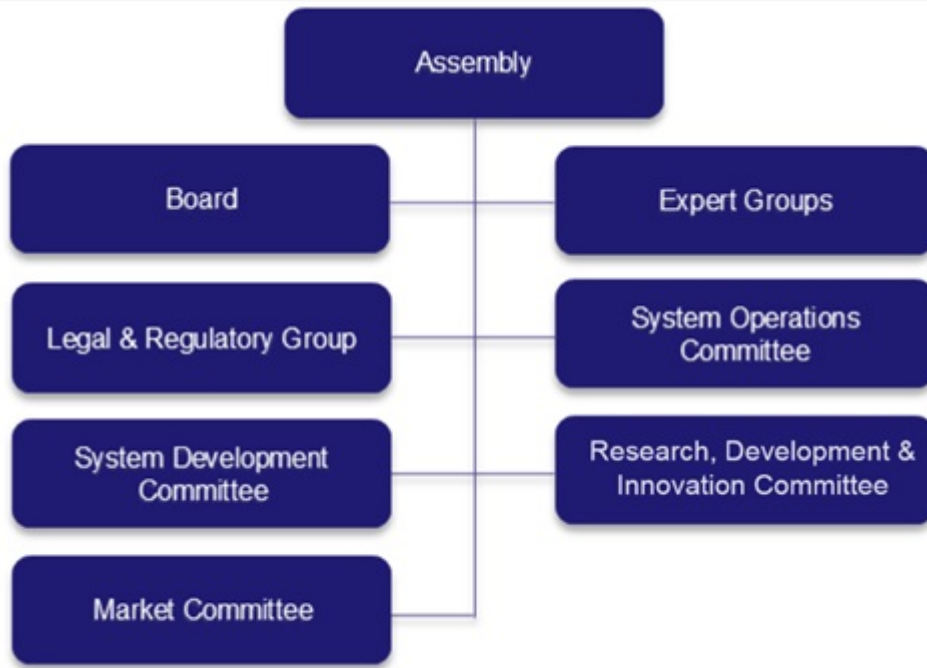 Assembly
Board
Expert Groups
Legal & Regulatory Group
System Operations
Committee
System Development
Committee
Research, Development &
Innovation Committee
Market Committee